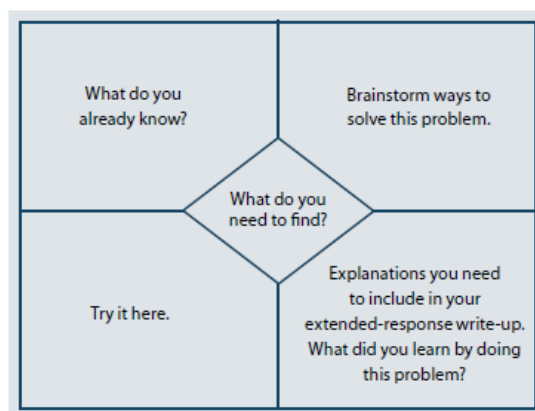 What do you
already know?
Brainstorm ways to
solve this problem.
What do you
need to find?
Try it here.
Explanations you need
to include in your
extended-response write-up.
What did you learn by doing
this problem?